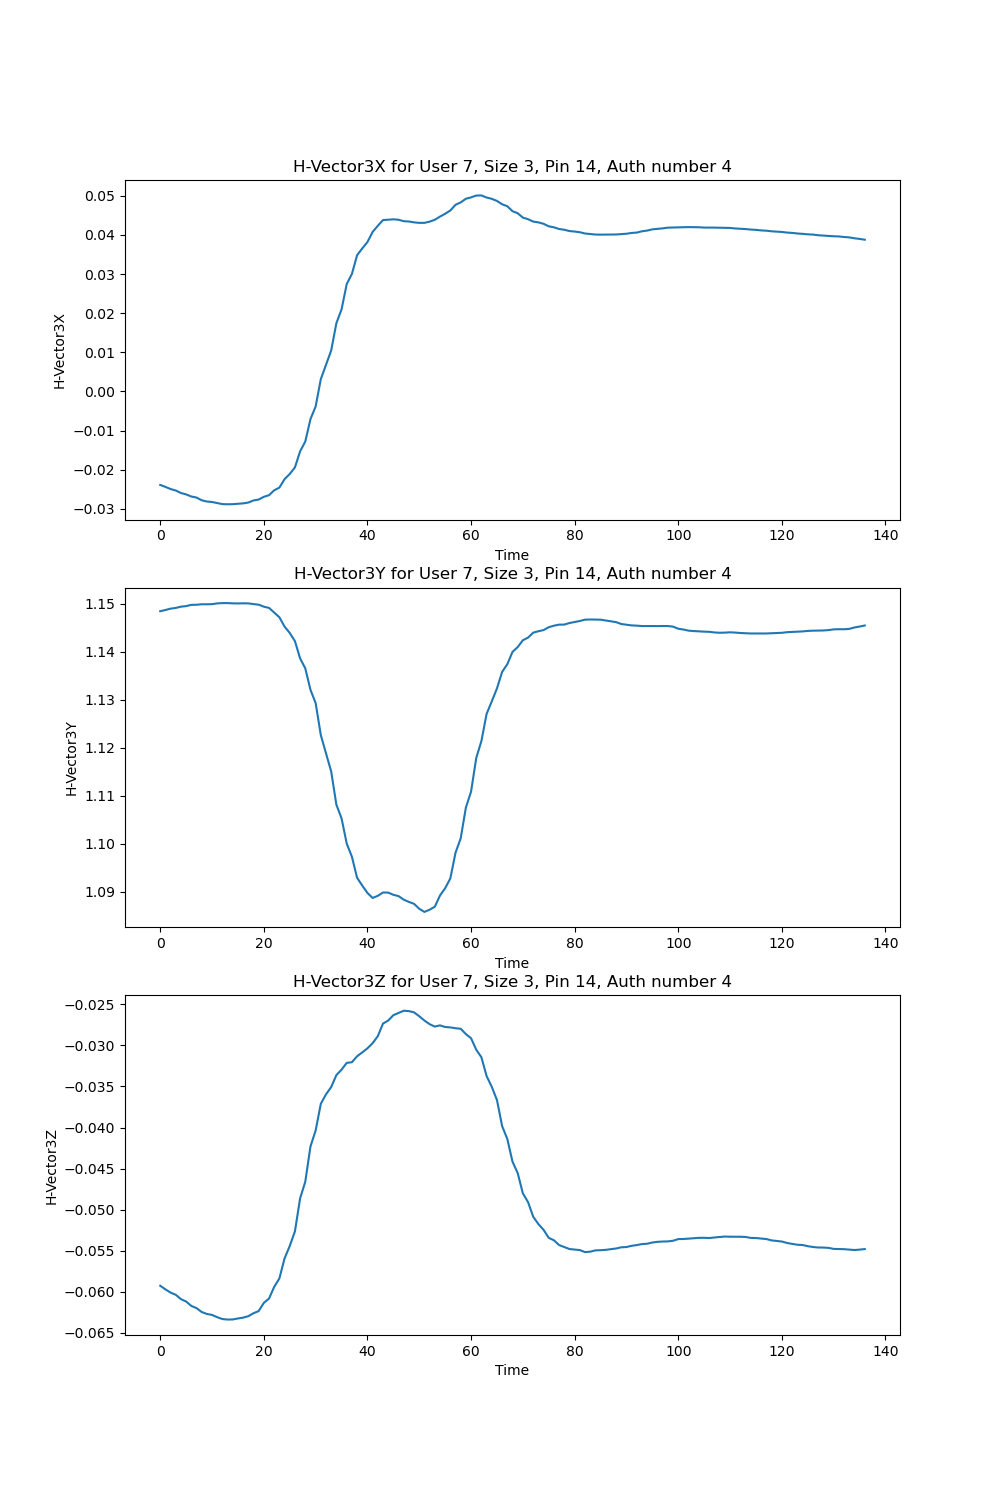 H-Vector3X for User 7, Size 3, Pin 14, Auth number 4
0.05
0.04
0.03
0.02
0.01
0.00
−0.01
−0.02
−0.03
H-Vector3X
0 20 40 60 80 100 120 140
Time
H-Vector3Y for User 7, Size 3, Pin 14, Auth number 4
1.15
1.14
1.13
1.12
1.11
1.10
1.09
H-Vector3Y
0 20 40 60 80 100 120 140
Time
H-Vector3Z for User 7, Size 3, Pin 14, Auth number 4
−0.025
−0.030
−0.035
−0.040
−0.045
−0.050
−0.055
−0.060
−0.065
H-Vector3Z
0 20 40 60 80 100 120 140
Time